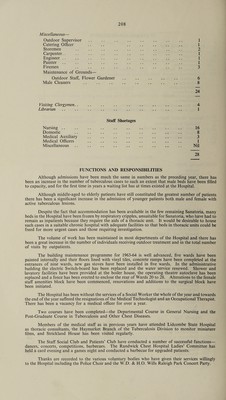 208
Miscellaneous—
Outdoor Supervisor .. .. .. .. .. 1
Catering Officer .. .. .. .. .. 1
Storemen .. .. .. .. .. 2
Carpenter .. .. .. .. .. 1
Engineer .. .. .. .. .. 1
Painter .. .. .. .. .. 1
Firemen .. .. .. .. .. 5
Maintenance of Grounds—
Outdoor Staff, Flower Gardener .. .. .. 8
Male Cleaners .. .. .. .. .. 8
28
Visiting Clergymen .. .. .. .. .. 4
Librarian .. .. .. .. .. 1
Staff Shortages
Nursing .. .. .. .. .. 16
Domestic .. .. .. .. .. 8
Medical Auxiliary .. .. .. .. ..
Medical Officers .. .. .. .. ..
Miscellaneous .. .. .. .. .. Nil
28
FUNCTIONS AND RESPONSIBILITIES
Although admissions have been much the same in numbers as the preceding year, there has
been an increase in the number of tuberculous cases to such an extent that male beds have been filled
to capacity, and for the first time in years a waiting list has at times existed at the Hospital.
Although middle-aged to elderly patients have still constituted the greatest number of patients
there has been a significant increase in the admission of younger patients both male and female with
active tuberculous lesions.
Despite the fact that accommodation has been available in the few remaining Sanatoria, many
beds in the Hospital have been frozen by respiratory cripples, unsuitable for Sanatoria, who have had to
remain as inpatients because they require the aids of a thoracic unit. It would be desirable to house
such cases in a suitable chronic hospital with adequate facilities so that beds in thoracic units could be
freed for more urgent cases and those requiring investigation.
The volume of work has been maintained in most departments of the Hospital and there has
been a great increase in the number of individuals receiving sedative treatment and in the total number
of visits by outpatients.
The building maintenance programme for 1963-64 is well advanced, five wards have been
painted internally and their floors lined with vinyl tiles, concrete ramps have been completed at the
entrances of nine wards, new gas stoves have been installed in five wards. In the administration
building the electric Switch-board has been replaced and the water service renewed. Shower and
lavatory facilities have been provided at the boiler house, the operating theatre autoclave has been
replaced and a start has been effected to sewering of Wards 20 to 28. Alterations to the administrative
staff amenities block have been commenced, renovations and additions to the surgical block have
been initiated.
The Hospital has been without the services of a Social Worker the whole of the year and towards
the end of the year suffered the resignations of the Medical Technologist and an Occupational Therapist.
There has been a vacancy for a medical officer for over a year.
Two courses have been completed—the Departmental Course in General Nursing and the
Post-Graduate Course in Tuberculosis and Other Chest Diseases.
Members of the medical staff as in previous years have attended Lidcombe State Hospital
as thoracic consultants, the Haymarket Branch of the Tuberculosis Division to monitor miniature
films, and Strickland House has been visited regularly.
The Staff Social Club and Patients' Club have conducted a number of successful functions—
dances, concerts, competitions, barbecues. The Randwick Chest Hospital Ladies' Committee has
held a card evening and a games night and conducted a barbecue for upgraded patients.
Thanks are recorded to the various voluntary bodies who have given their services willingly
to the Hospital including the Police Choir and the W.D. & H.O. Wills Raleigh Park Concert Party.